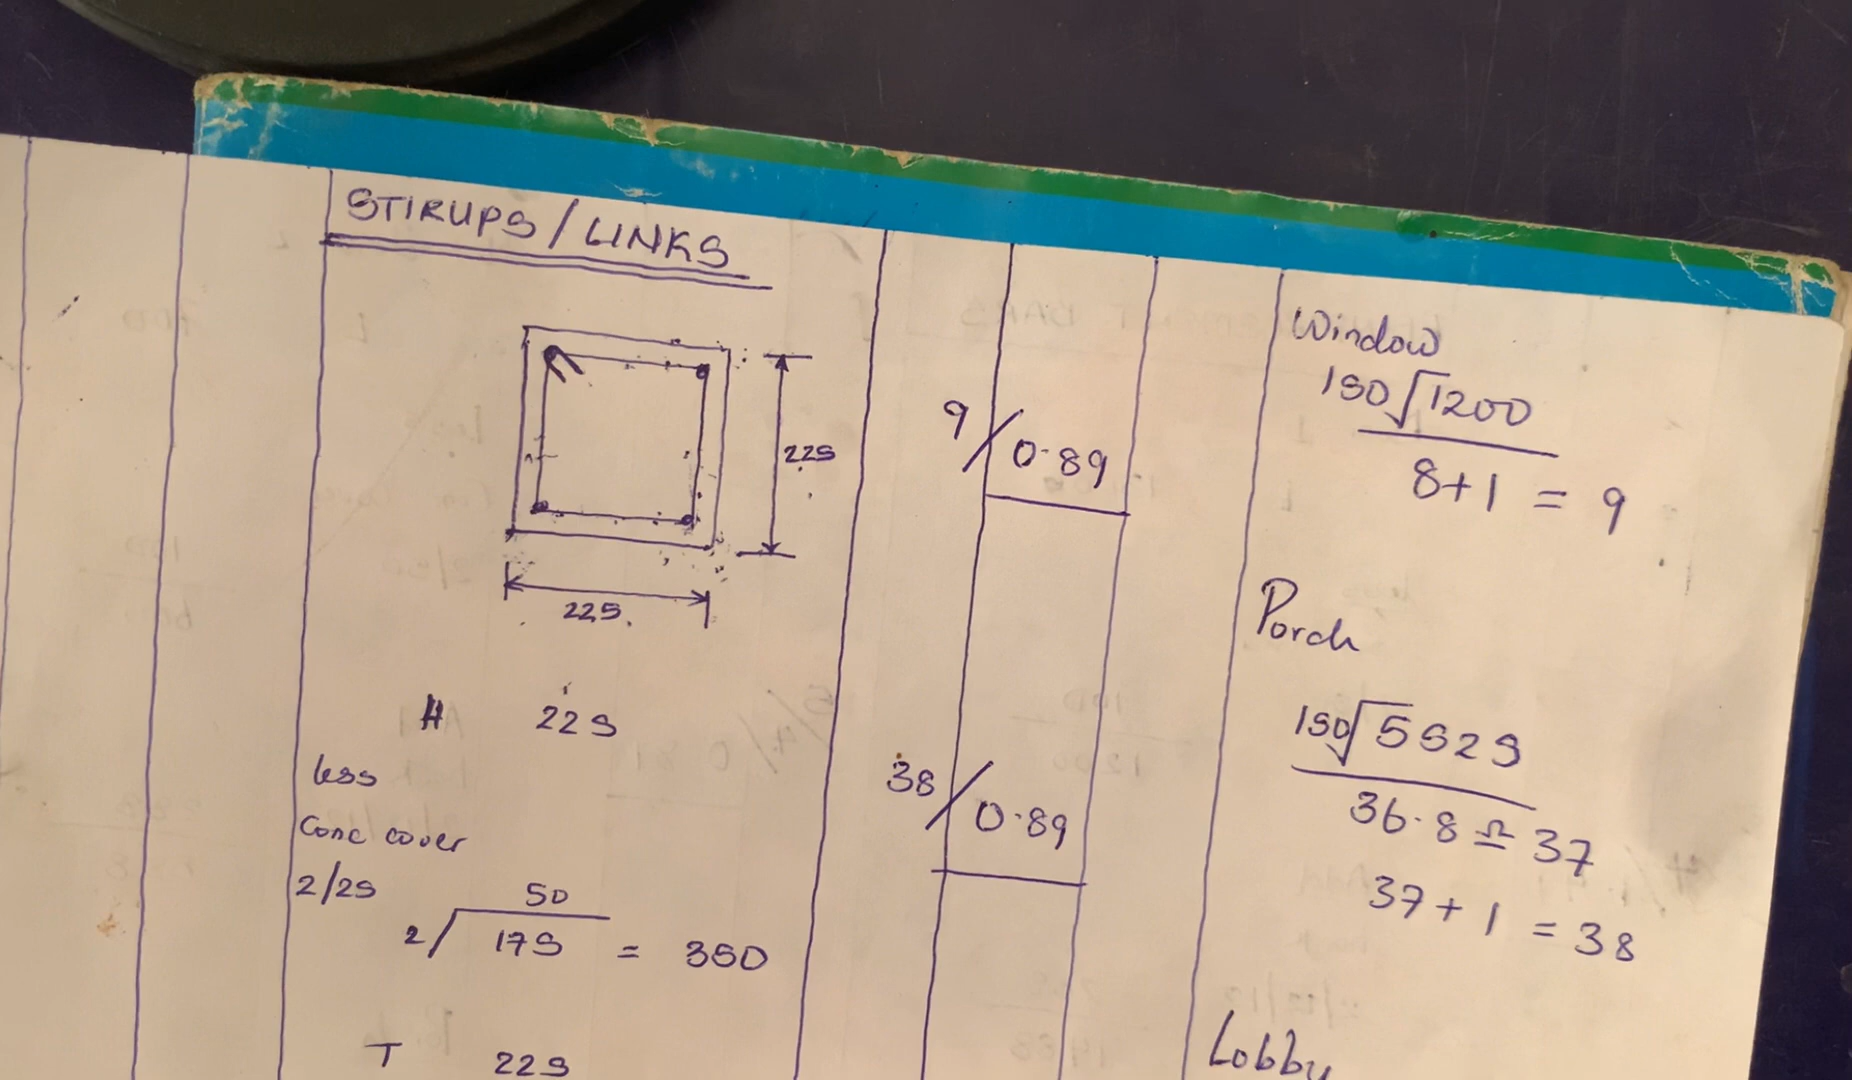 STIRUPS/LINKS
225
225
H 225
less
Conc cover
2/25 50
2/ 175 = 350
T 225
9/0.89
38/0.89
Window
150√1200
8+1 = 9
Porch
150√5525
36.8 ≏ 37
37+1 = 38
Lobby